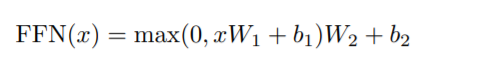 FFN(x) = max(0, xW₁ + b₁)W₂ + b₂